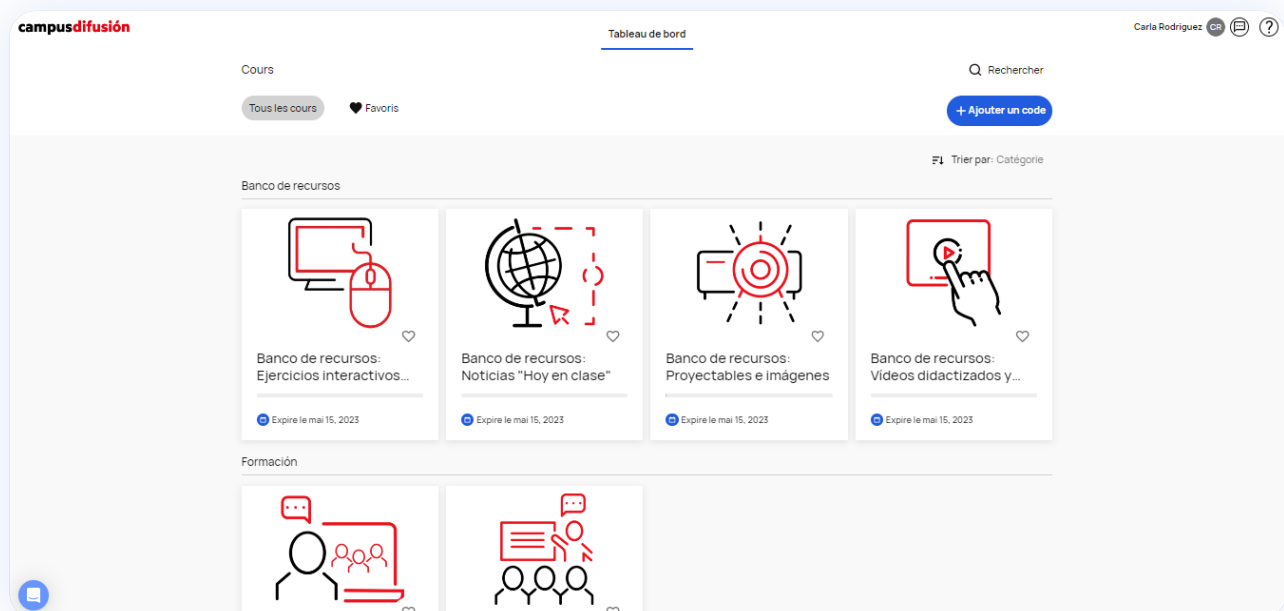 campusdifusión
Tableau de bord
Carla Rodriguez CR
Cours
Rechercher
Tous les cours
Favoris
+ Ajouter un code
Trier par: Catégorie
Banco de recursos
Banco de recursos:
Ejercicios interactivos...
Expire le mai 15, 2023
Banco de recursos:
Noticias "Hoy en clase"
Expire le mai 15, 2023
Banco de recursos:
Proyectables e imágenes
Expire le mai 15, 2023
Banco de recursos:
Vídeos didactizados y...
Expire le mai 15, 2023
Formación